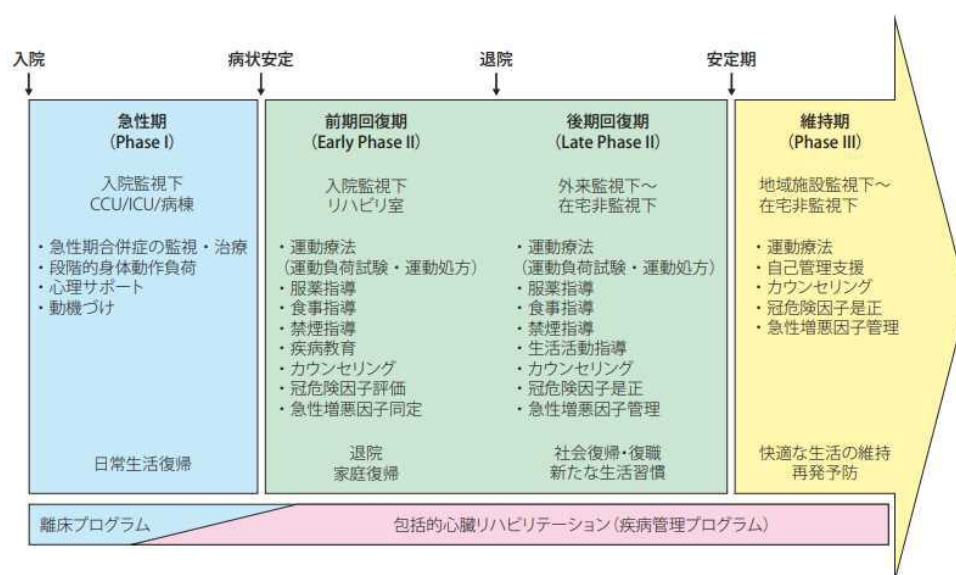 入院
病状安定
退院
安定期
急性期
（Phase I）
入院監視下
CCU/ICU/病棟
・急性期合併症の監視・治療
・段階的身体動作負荷
・心理サポート
・動機づけ
日常生活復帰
前期回復期
（Early Phase II）
入院監視下
リハビリ室
・運動療法
（運動負荷試験・運動処方）
・服薬指導
・食事指導
・禁煙指導
・疾病教育
・カウンセリング
・冠危険因子評価
・急性増悪因子同定
退院
家庭復帰
後期回復期
（Late Phase II）
外来監視下～
在宅非監視下
・運動療法
（運動負荷試験・運動処方）
・服薬指導
・食事指導
・禁煙指導
・生活活動指導
・カウンセリング
・冠危険因子是正
・急性増悪因子管理
社会復帰・復職
新たな生活習慣
維持期
（Phase III）
地域施設監視下～
在宅非監視下
・運動療法
・自己管理支援
・カウンセリング
・冠危険因子是正
・急性増悪因子管理
快適な生活の維持
再発予防
離床プログラム
包括的心臓リハビリテーション（疾病管理プログラム）